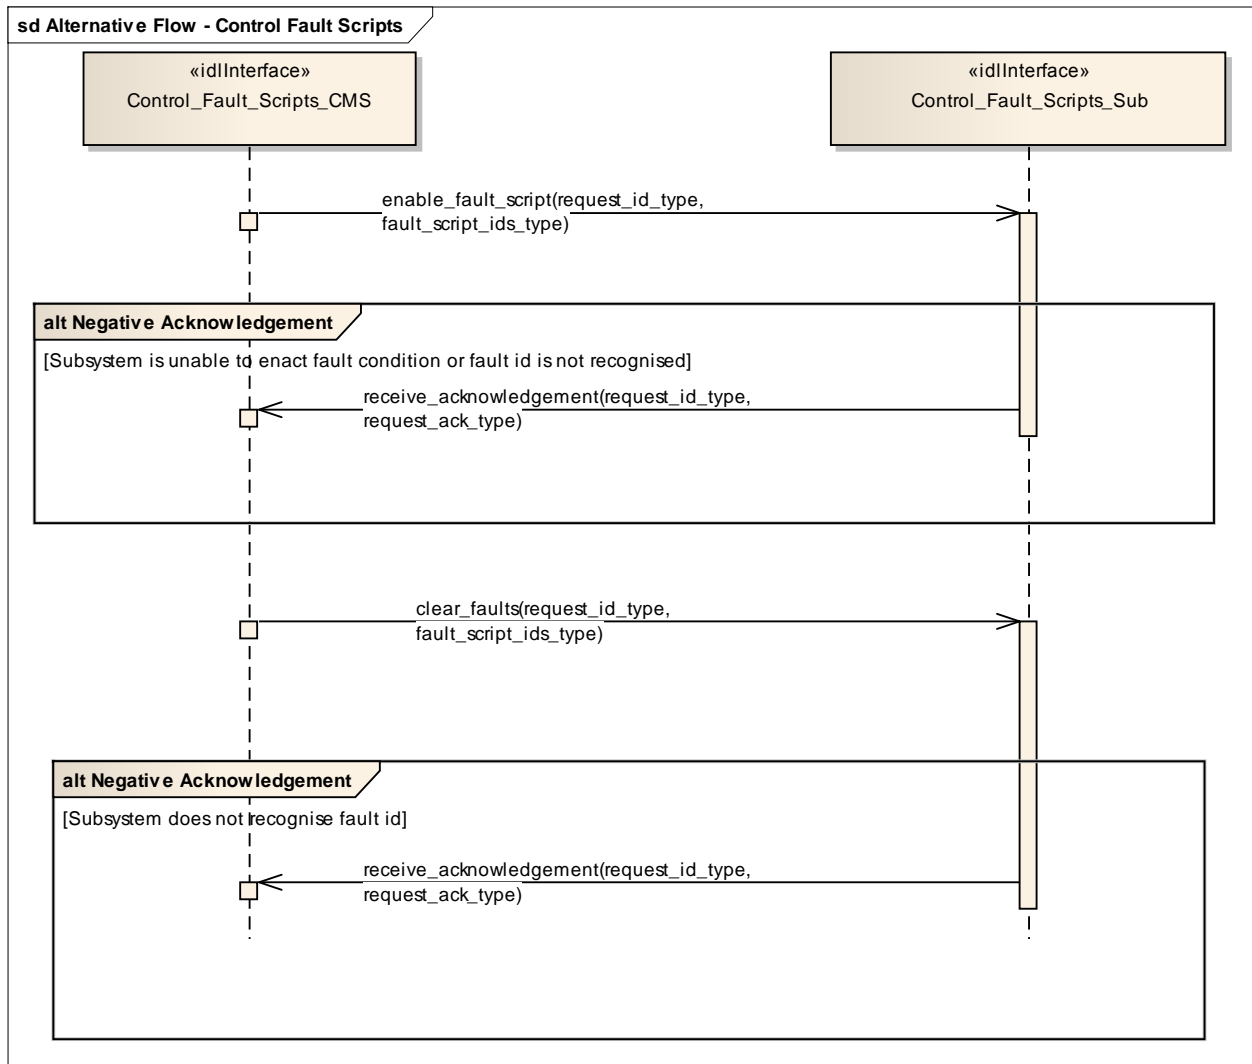 sd Alternative Flow - Control Fault Scripts
«idlInterface»
Control_Fault_Scripts_CMS
«idlInterface»
Control_Fault_Scripts_Sub
enable_fault_script(request_id_type,
fault_script_ids_type)
alt Negative Acknowledgement
[Subsystem is unable to enact fault condition or fault id is not recognised]
receive_acknowledgement(request_id_type,
request_ack_type)
clear_faults(request_id_type,
fault_script_ids_type)
alt Negative Acknowledgement
[Subsystem does not recognise fault id]
receive_acknowledgement(request_id_type,
request_ack_type)